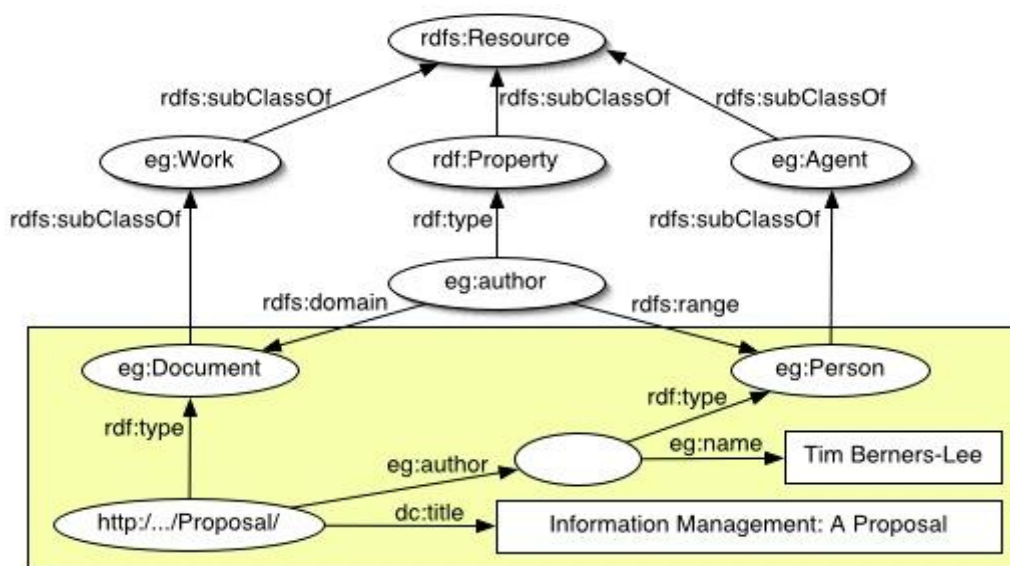 rdfs:Resource
rdfs:subClassOf
rdfs:subClassOf
rdfs:subClassOf
eg:Work
rdf:Property
eg:Agent
rdfs:subClassOf
rdf:type
rdfs:subClassOf
eg:author
rdfs:domain
rdfs:range
eg:Document
eg:Person
rdf:type
rdf:type
eg:author
eg:name
Tim Berners-Lee
http:/.../Proposal/
dc:title
Information Management: A Proposal